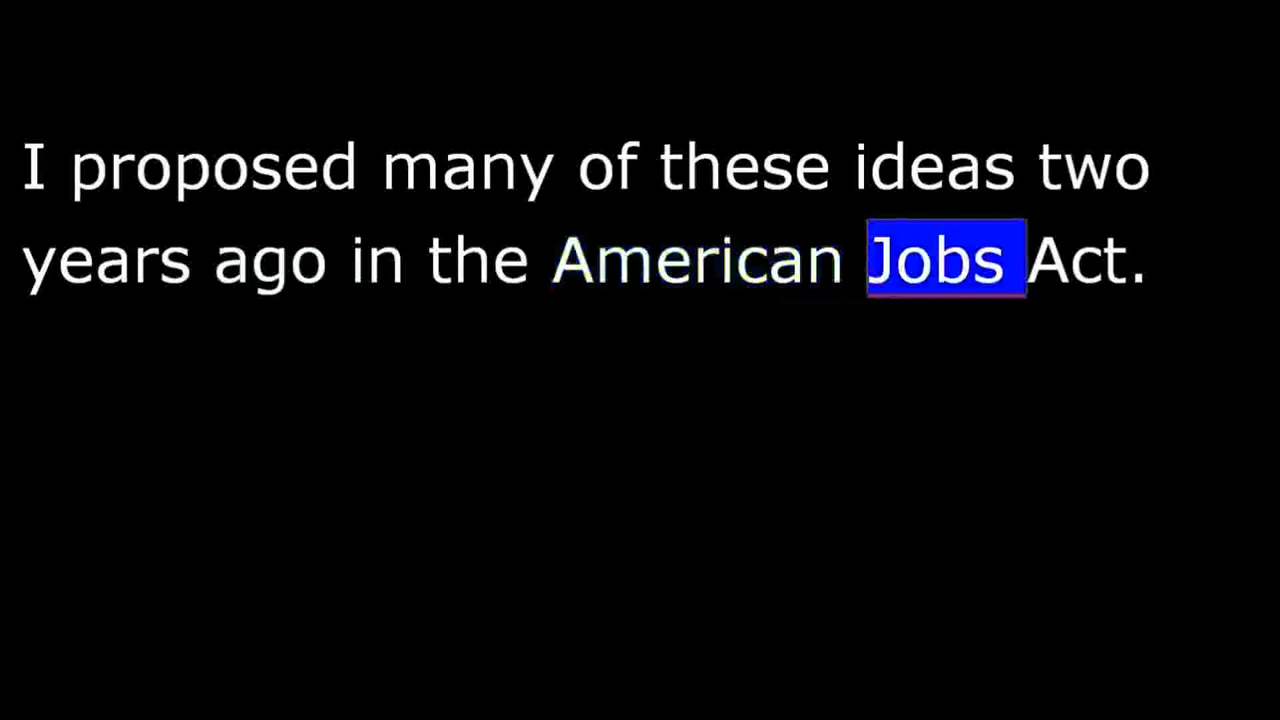 I proposed many of these ideas two
years ago in the American Jobs Act.